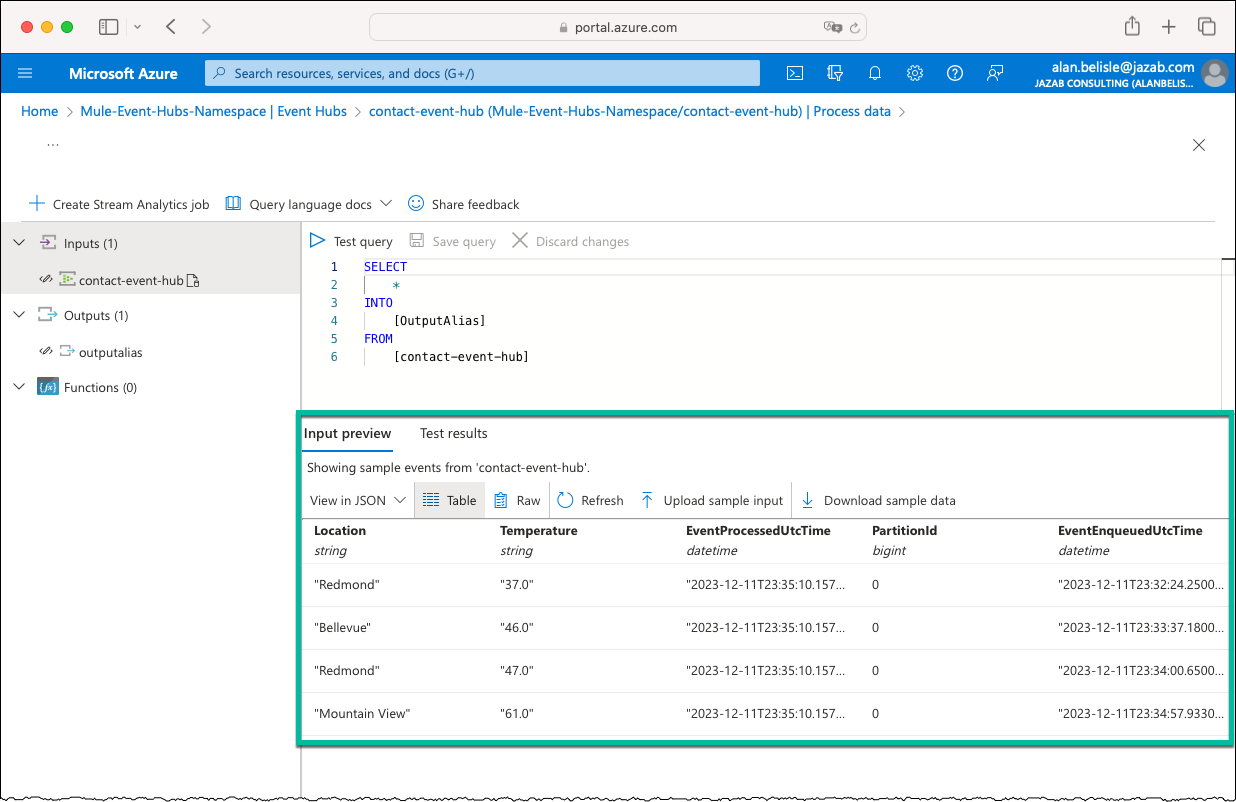 portal.azure.com
Microsoft Azure
Search resources, services, and docs (G+/)
alan.belisle@jazab.com
JAZAB CONSULTING (ALANBELIS...
Home > Mule-Event-Hubs-Namespace | Event Hubs > contact-event-hub (Mule-Event-Hubs-Namespace/contact-event-hub) | Process data >
...
Create Stream Analytics job Query language docs Share feedback
Inputs (1)
contact-event-hub
Outputs (1)
outputalias
{fx} Functions (0)
Test query Save query Discard changes
1 SELECT
2 *
3 INTO
4 [OutputAlias]
5 FROM
6 [contact-event-hub]
Input preview Test results
Showing sample events from 'contact-event-hub'.
View in JSON Table Raw Refresh Upload sample input Download sample data
Location Temperature EventProcessedUtcTime PartitionId EventEnqueuedUtcTime
string string datetime bigint datetime
"Redmond" "37.0" "2023-12-11T23:35:10.157... 0 "2023-12-11T23:32:24.2500...
"Bellevue" "46.0" "2023-12-11T23:35:10.157... 0 "2023-12-11T23:33:37.1800...
"Redmond" "47.0" "2023-12-11T23:35:10.157... 0 "2023-12-11T23:34:00.6500...
"Mountain View" "61.0" "2023-12-11T23:35:10.157... 0 "2023-12-11T23:34:57.9330...